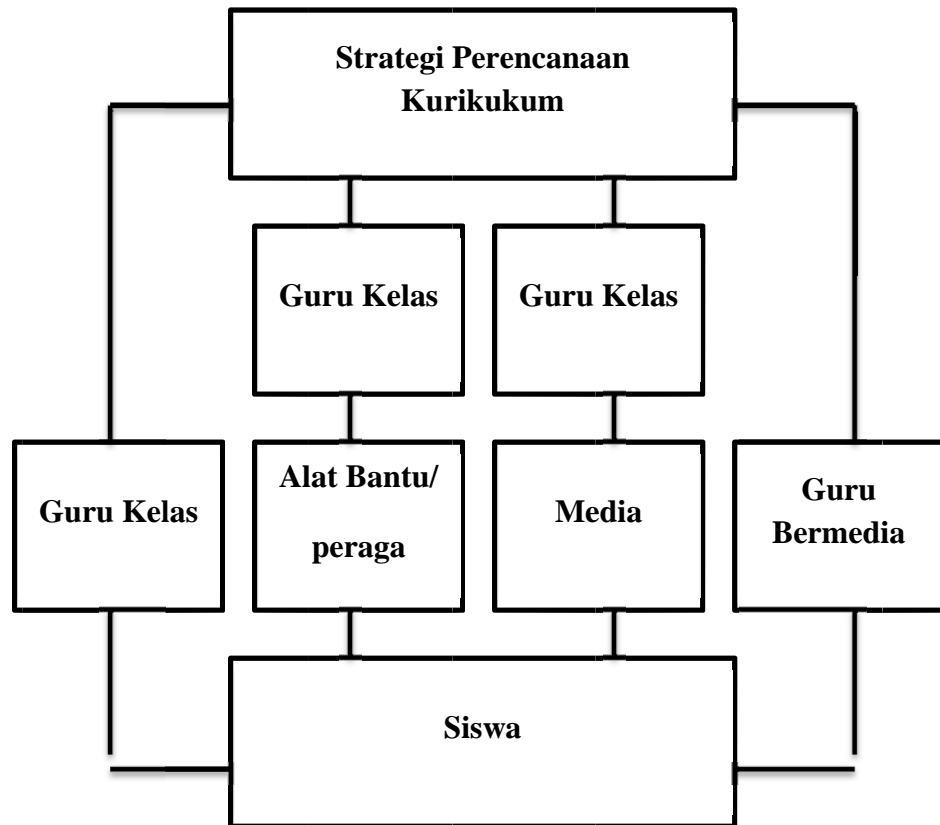 Strategi Perencanaan
Kurikukum
Guru Kelas
Guru Kelas
Guru Kelas
Alat Bantu/
peraga
Media
Guru
Bermedia
Siswa